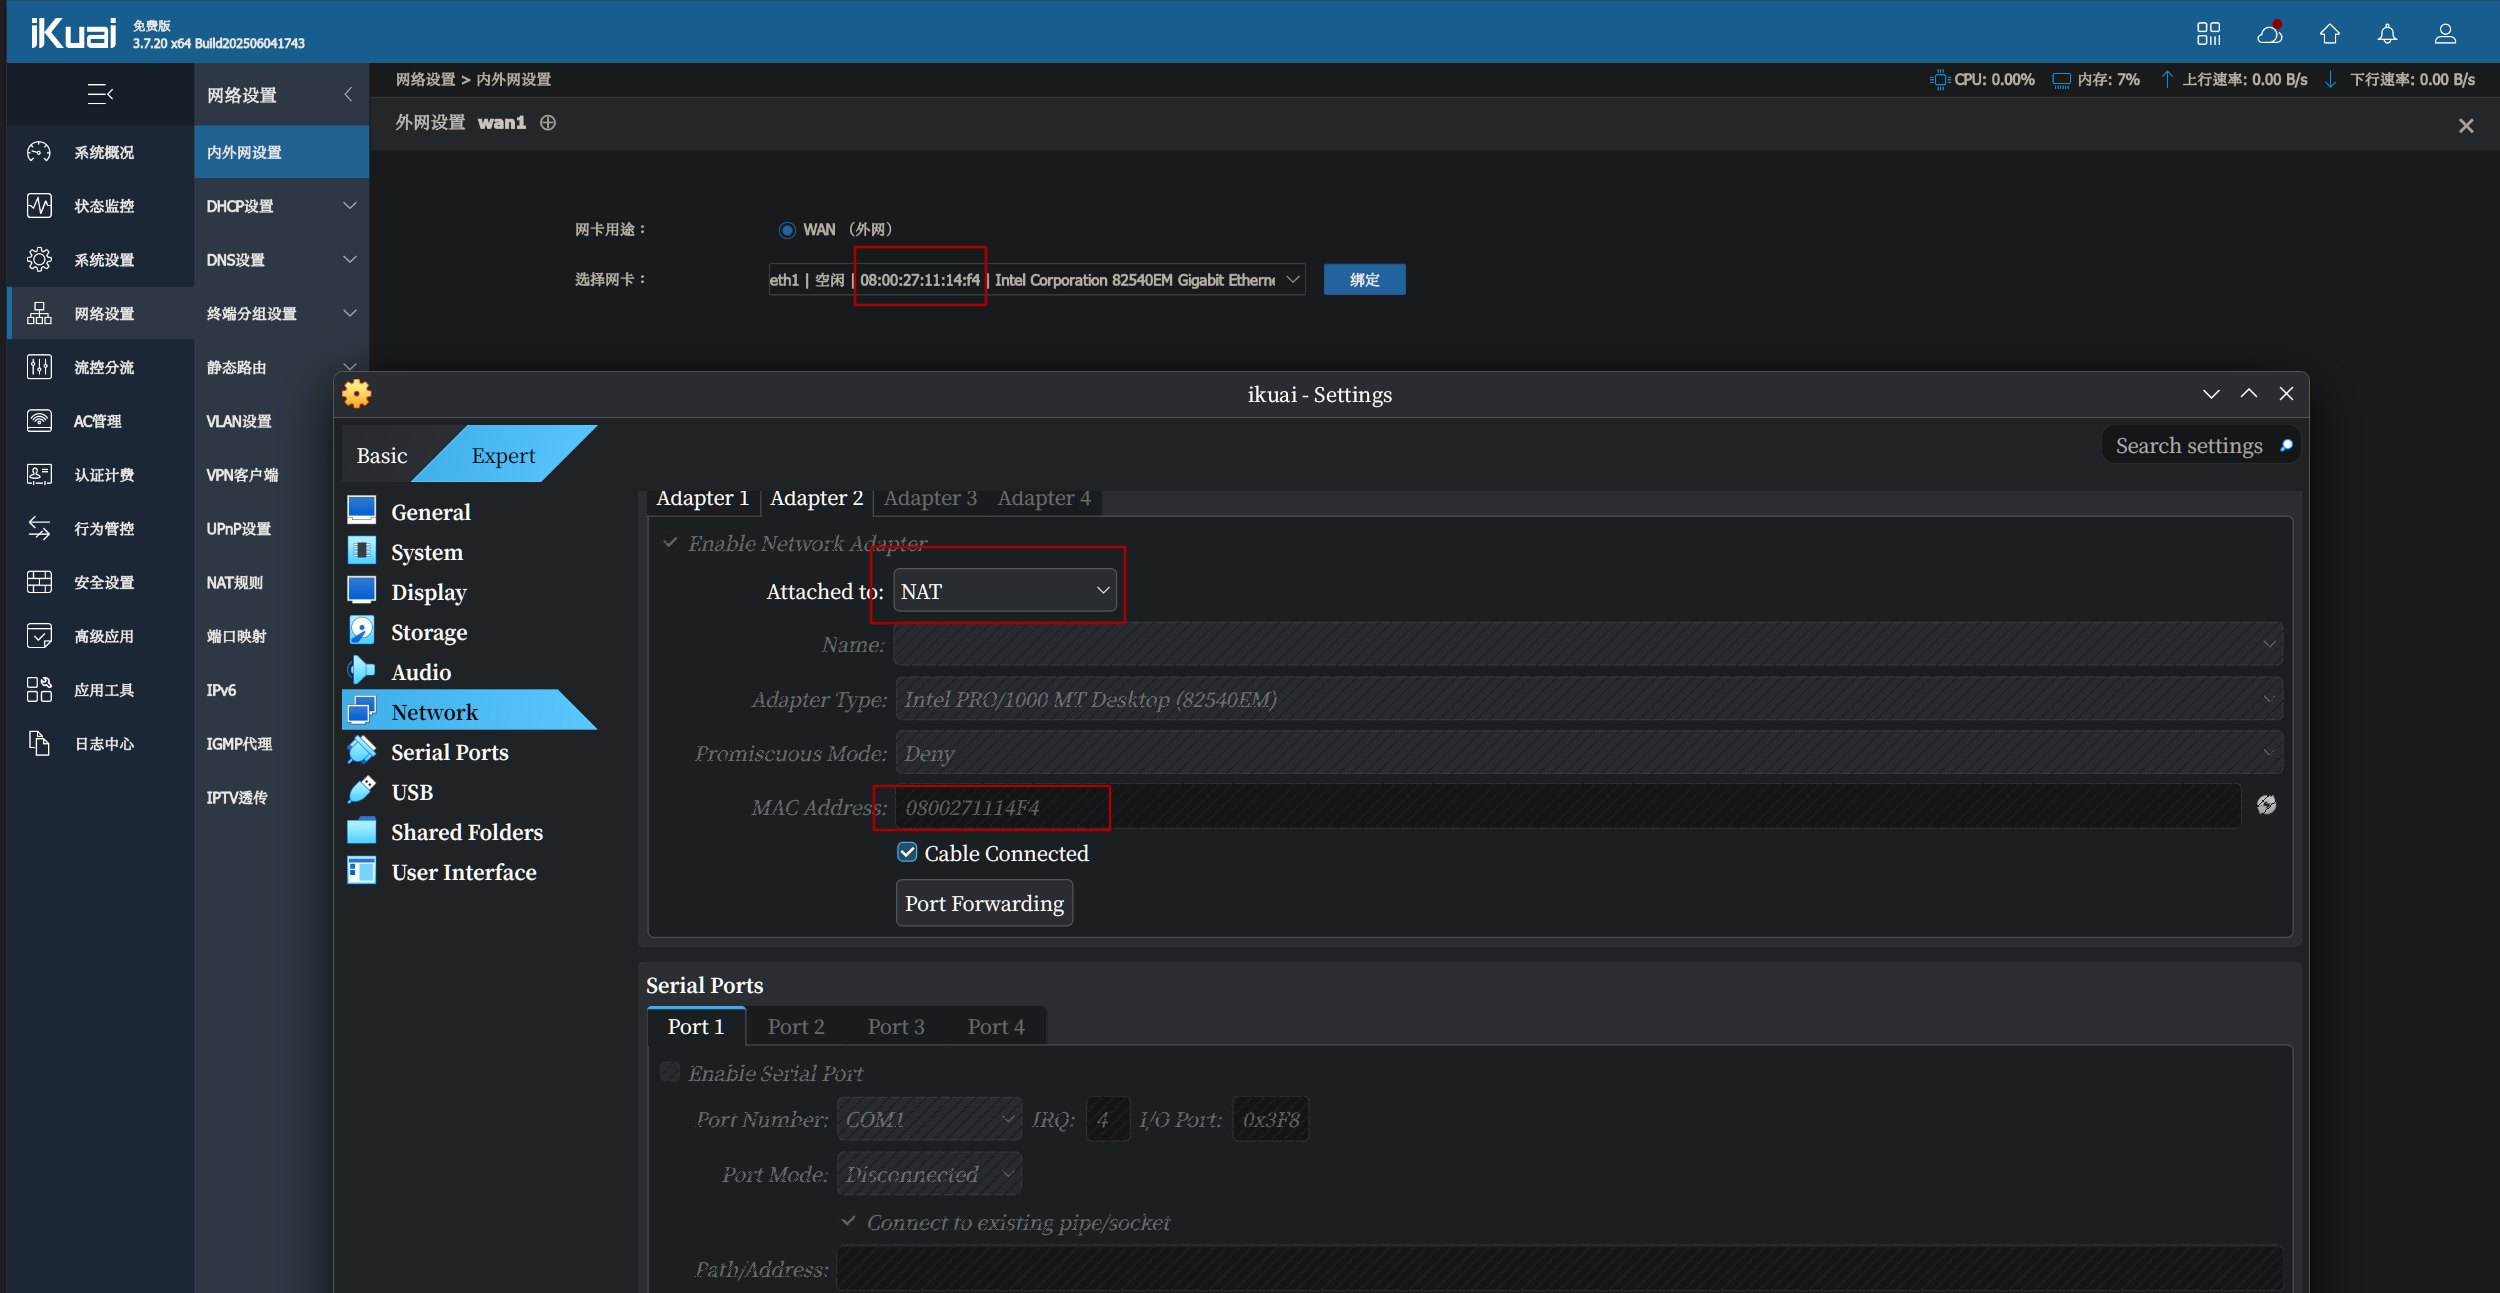 iKuai
免费版
3.7.20 x64 Build202506041743
网络设置
网络设置 > 内外网设置
CPU: 0.00%
内存: 7%
上行速率: 0.00 B/s
下行速率: 0.00 B/s
外网设置 wan1
系统概况
状态监控
系统设置
网络设置
流控分流
AC管理
认证计费
行为管控
安全设置
高级应用
应用工具
日志中心
内外网设置
DHCP设置
DNS设置
终端分组设置
静态路由
VLAN设置
VPN客户端
UPnP设置
NAT规则
端口映射
IPv6
IGMP代理
IPTV透传
网卡用途：
WAN （外网）
选择网卡：
eth1 | 空闲 | 08:00:27:11:14:f4 | Intel Corporation 82540EM Gigabit Etherne
绑定
ikuai - Settings
Basic
Expert
Search settings
General
System
Display
Storage
Audio
Network
Serial Ports
USB
Shared Folders
User Interface
Adapter 1
Adapter 2
Adapter 3
Adapter 4
Enable Network Adapter
Attached to: NAT
Name:
Adapter Type: Intel PRO/1000 MT Desktop (82540EM)
Promiscuous Mode: Deny
MAC Address: 0800271114F4
Cable Connected
Port Forwarding
Serial Ports
Port 1
Port 2
Port 3
Port 4
Enable Serial Port
Port Number: COM1 IRQ: 4 I/O Port: 0x3F8
Port Mode: Disconnected
Connect to existing pipe/socket
Path/Address: